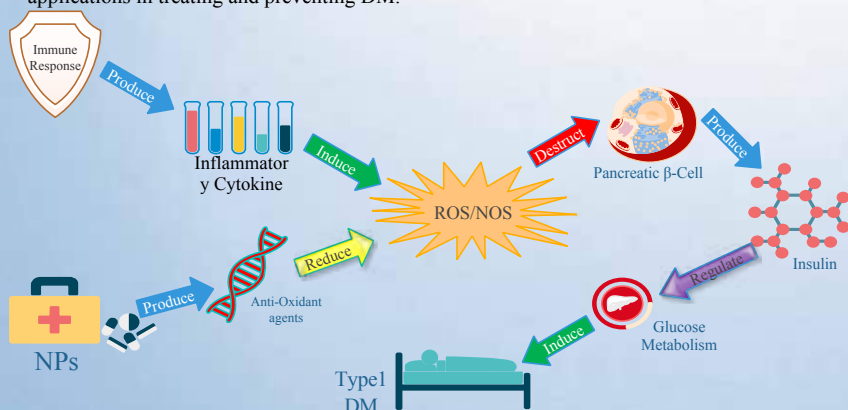 applications in treating and preventing DM.
Immune
Response
Produce
Inflammator
y Cytokine
Induce
ROS/NOS
Destruct
Pancreatic β-Cell
Produce
Insulin
Regulate
Glucose
Metabolism
Induce
Type1
DM
NPs
Produce
Anti-Oxidant
agents
Reduce